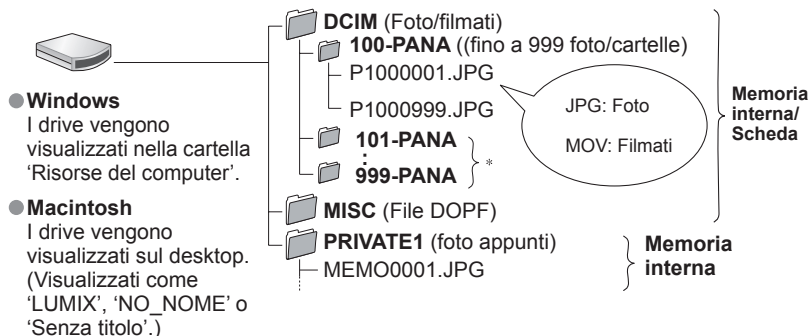 ● Windows
I drive vengono
visualizzati nella cartella
‘Risorse del computer’.
● Macintosh
I drive vengono
visualizzati sul desktop.
(Visualizzati come
‘LUMIX’, ‘NO_NOME’ o
‘Senza titolo’.)
DCIM (Foto/filmati)
100-PANA ((fino a 999 foto/cartelle)
P1000001.JPG
P1000999.JPG
101-PANA
999-PANA
*
MISC (File DOPF)
PRIVATE1 (foto appunti)
MEMO0001.JPG
JPG: Foto
MOV: Filmati
Memoria
interna/
Scheda
Memoria
interna